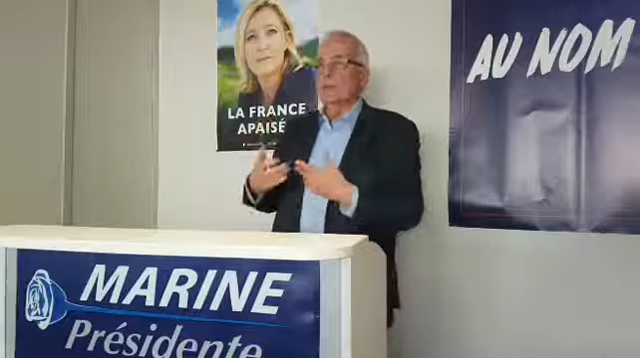 LA FRANCE
APAISÉ
AU NOM
MARINE
Présidente